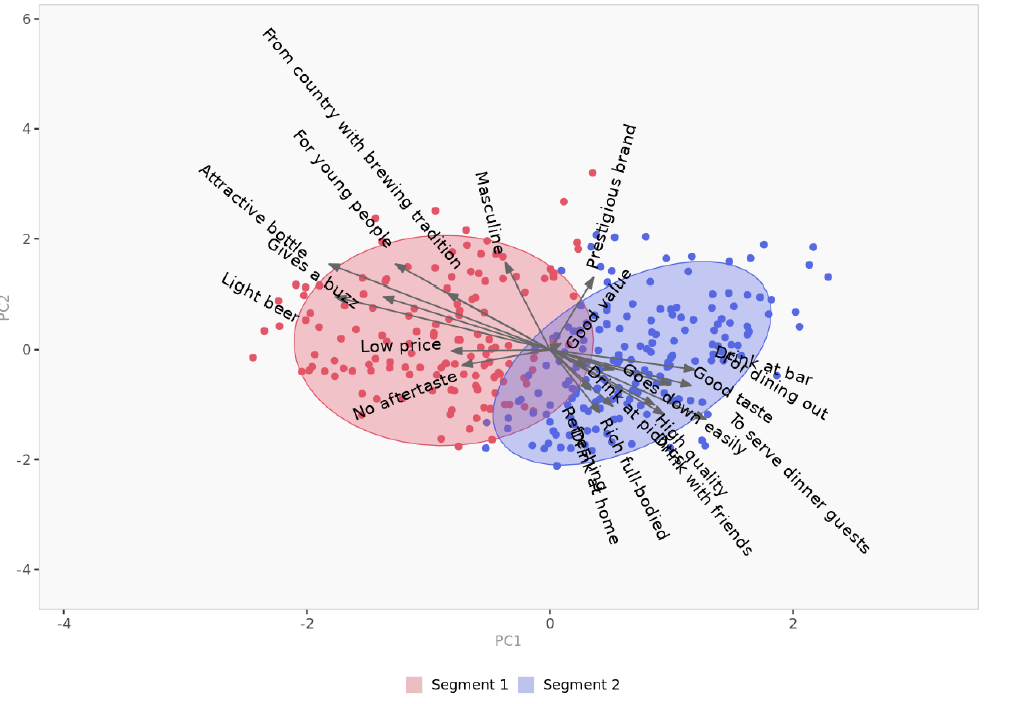 6
4
2
0
-2
-4
PC2
From country with brewing tradition
For young people
Attractive bottle
Gives a buzz
Light beer
Masculine
Prestigious brand
Good value
Low price
No aftertaste
Drink at bar
For dining out
Good taste
Goes down easily
To serve dinner guests
Drink at picnics
High quality
Drink with friends
Rich full-bodied
Refreshing
Drink at home
-4
-2
0
2
PC1
Segment 1
Segment 2